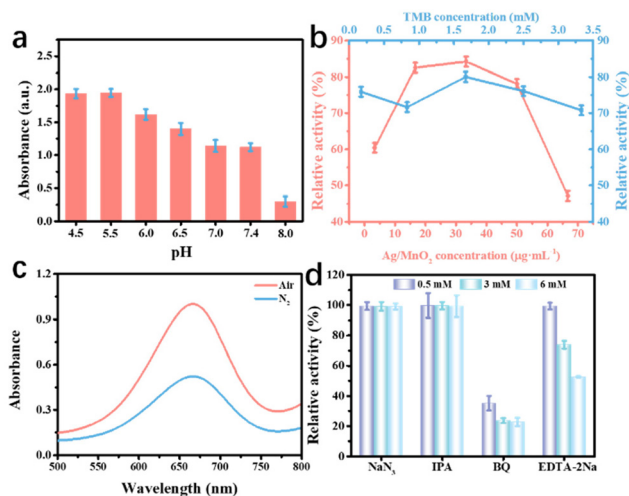 a
Absorbance (a.u.)
2.5
2.0
1.5
1.0
0.5
0.0
4.5 5.5 6.0 6.5 7.0 7.4 8.0
pH
b
TMB concentration (mM)
0.0 0.5 1.0 1.5 2.0 2.5 3.0 3.5
Relative activity (%)
90
80
70
60
50
40
90
80
70
60
50
40
Relative activity (%)
0 10 20 30 40 50 60 70
Ag/MnO₂ concentration (μg·mL⁻¹)
c
Absorbance
1.2
0.9
0.6
0.3
0.0
Air
N₂
500 550 600 650 700 750 800
Wavelength (nm)
d
Relative activity (%)
120
100
80
60
40
20
0
0.5 mM 3 mM 6 mM
NaN₃ IPA BQ EDTA-2Na